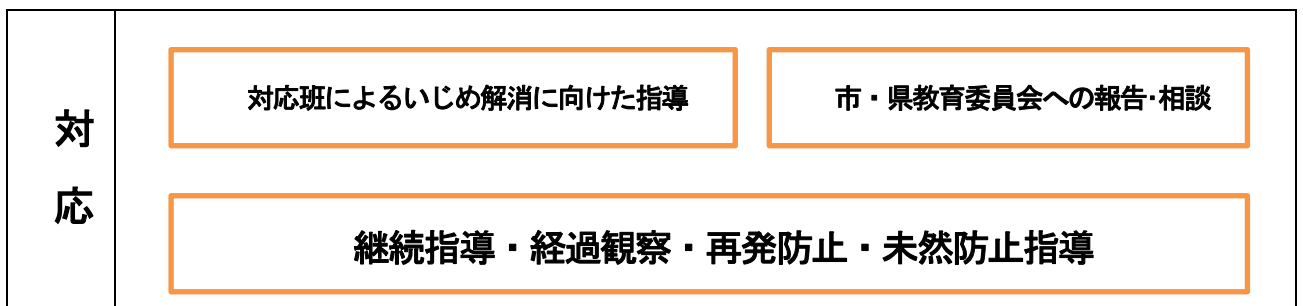 対応
対応班によるいじめ解消に向けた指導
市・県教育委員会への報告・相談
継続指導・経過観察・再発防止・未然防止指導